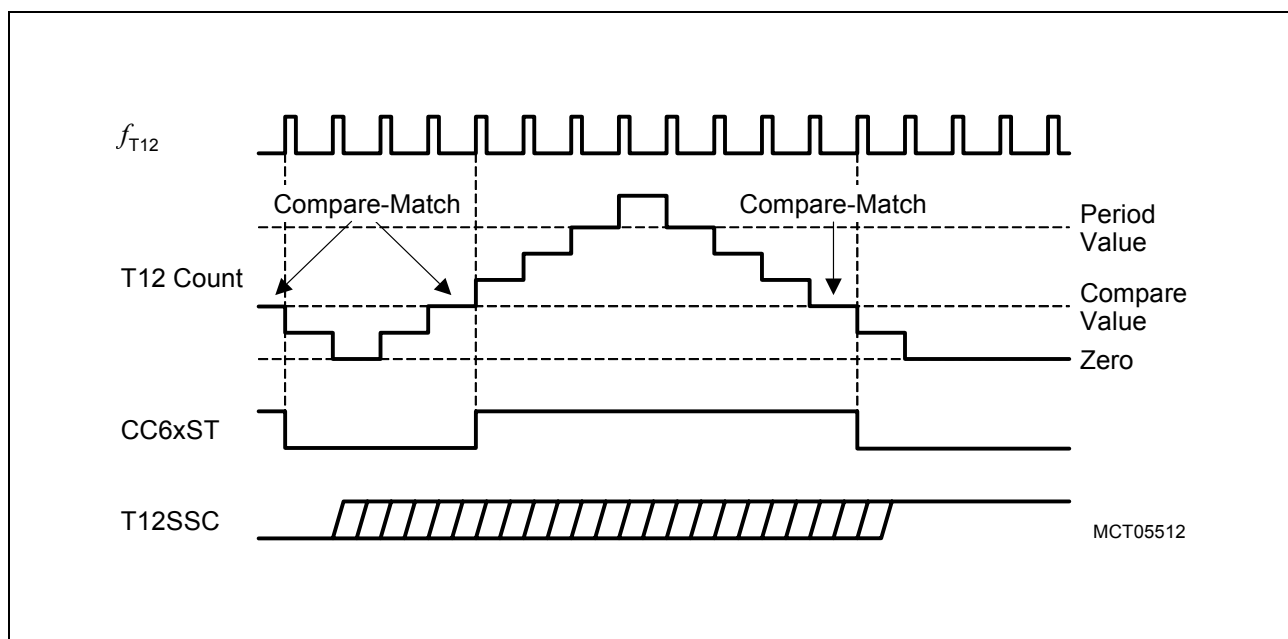 fT12
Compare-Match
Compare-Match
Period
Value
T12 Count
Compare
Value
Zero
CC6xST
T12SSC
MCT05512